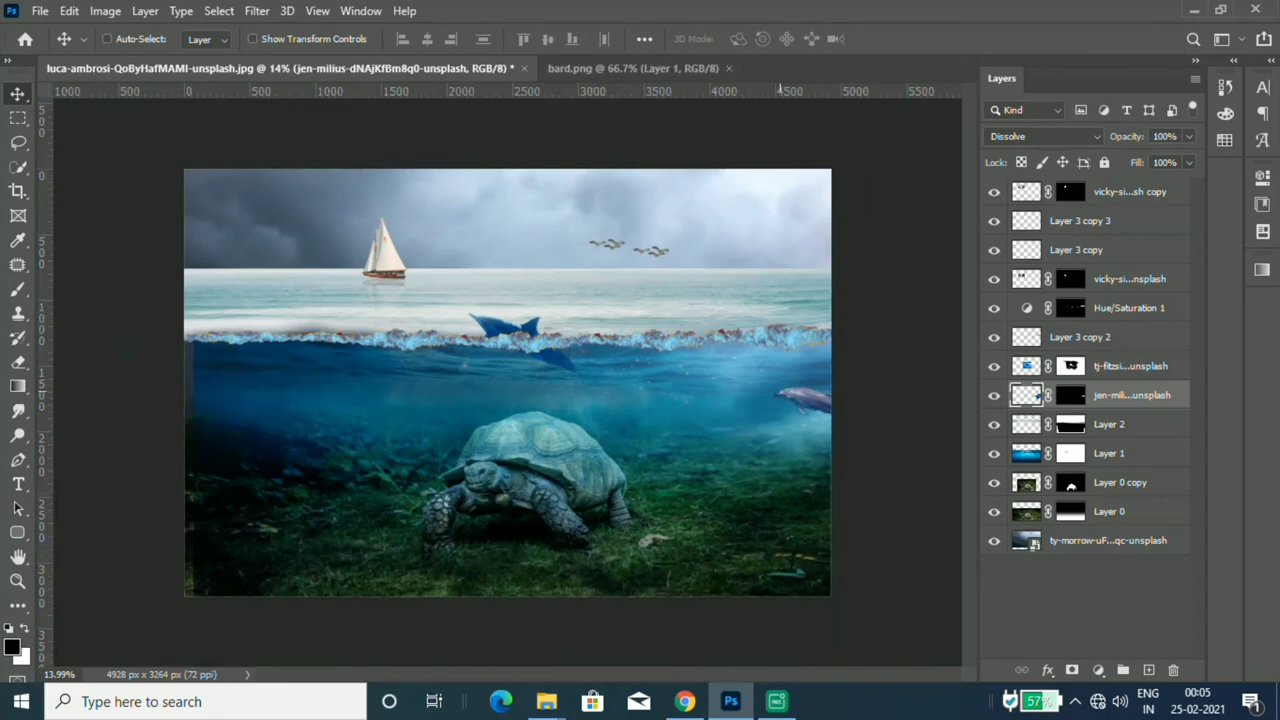 Ps File Edit Image Layer Type Select Filter 3D View Window Help
Auto-Select: Layer Show Transform Controls 3D Mode:
luca-ambrosi-QoByHafMAMI-unsplash.jpg @ 14% (jen-milius-dNAjKfBm8q0-unsplash, RGB/8) * × bard.png @ 66.7% (Layer 1, RGB/8) ×
1000 500 0 500 1000 1500 2000 2500 3000 3500 4000 4500 5000 5500
Layers
Kind
Dissolve Opacity: 100%
Lock: Fill: 100%
vicky-si...sh copy
Layer 3 copy 3
Layer 3 copy
vicky-si...nsplash
Hue/Saturation 1
Layer 3 copy 2
tj-fitzsi...unsplash
jen-mili...unsplash
Layer 2
Layer 1
Layer 0 copy
Layer 0
ty-morrow-uF...qc-unsplash
13.99% 4928 px x 3264 px (72 ppi)
Type here to search
Ps
57%
ENG
IN
00:05
25-02-2021
1